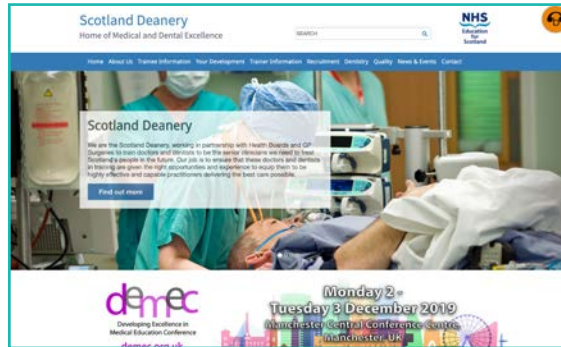 Scotland Deanery
Home of Medical and Dental Excellence
SEARCH
NHS
Education
for
Scotland
Home About Us Trainee Information Your Development Trainer Information Recruitment Dentistry Quality News & Events Contact
Scotland Deanery
We are the Scotland Deanery, working in partnership with Health Boards and GP
Surgeries to train doctors and dentists to be the senior clinicians we need to treat
Scotland's people in the future. Our job is to ensure that these doctors and dentists
in training are given the right opportunities and experience to equip them to be
highly effective and capable practitioners delivering the best care possible.
Find out more
demec
Developing Excellence in
Medical Education Conference
demec.org.uk
Monday 2 -
Tuesday 3 December 2019
Manchester Central Conference Centre,
Manchester, UK